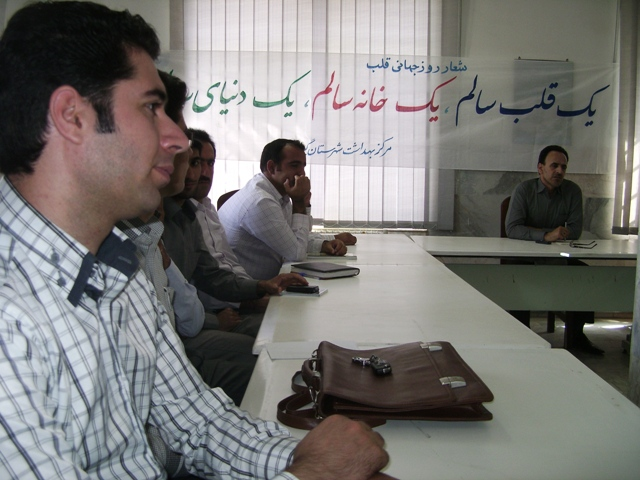 شعار روز جهانی قلب
یک قلب سالم، یک خانه سالم، یک دنیای
مرکز بهداشت شهرستان